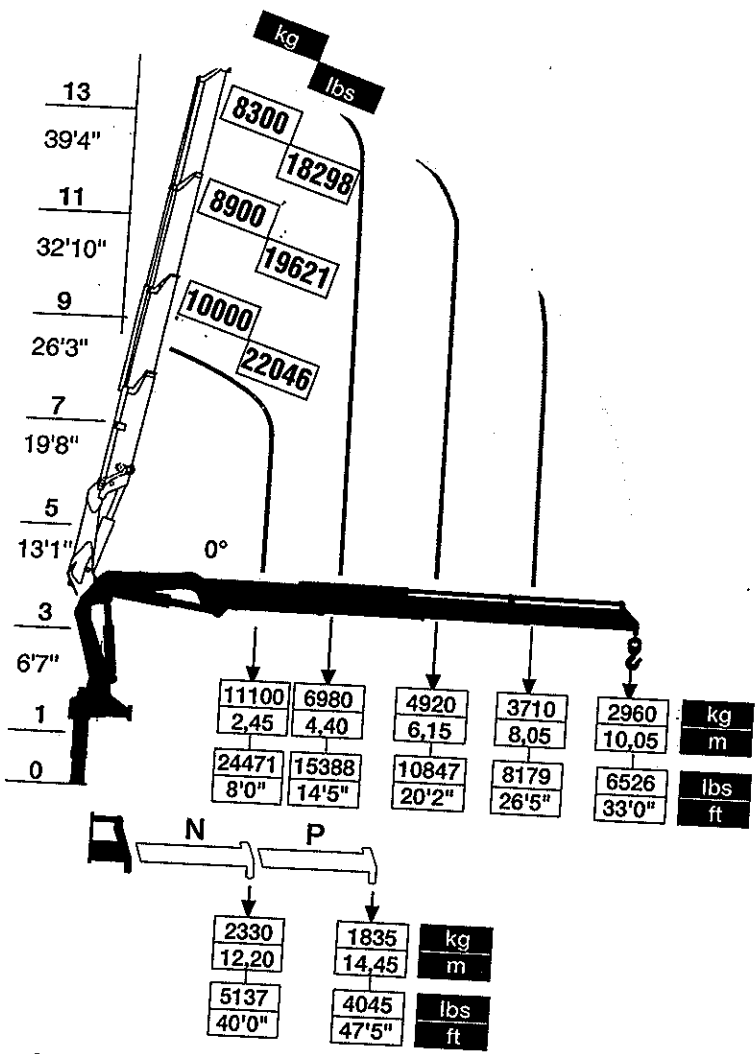 kg
lbs
13
39'4"
8300
18298
11
32'10"
8900
19621
9
26'3"
10000
22046
7
19'8"
5
13'1"
0°
3
6'7"
1
0
11100 6980 4920 3710 2960 kg
2,45 4,40 6,15 8,05 10,05 m
24471 15388 10847 8179 6526 lbs
8'0" 14'5" 20'2" 26'5" 33'0" ft
N P
2330 1835 kg
12,20 14,45 m
5137 4045 lbs
40'0" 47'5" ft